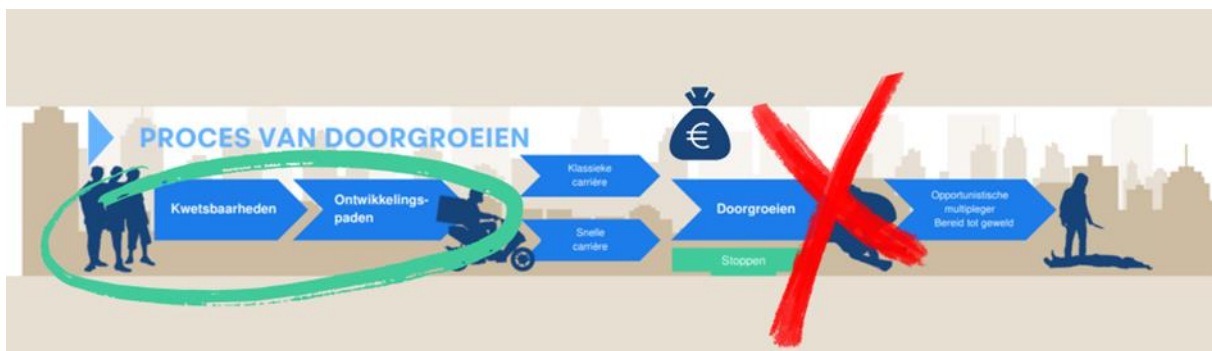 PROCES VAN DOORGROEIEN
Kwetsbaarheden
Ontwikkelings-
paden
Klassieke
carrière
Snelle
carrière
€
Doorgroeien
Stoppen
Opportunistische
multipleger
Bereid tot geweld